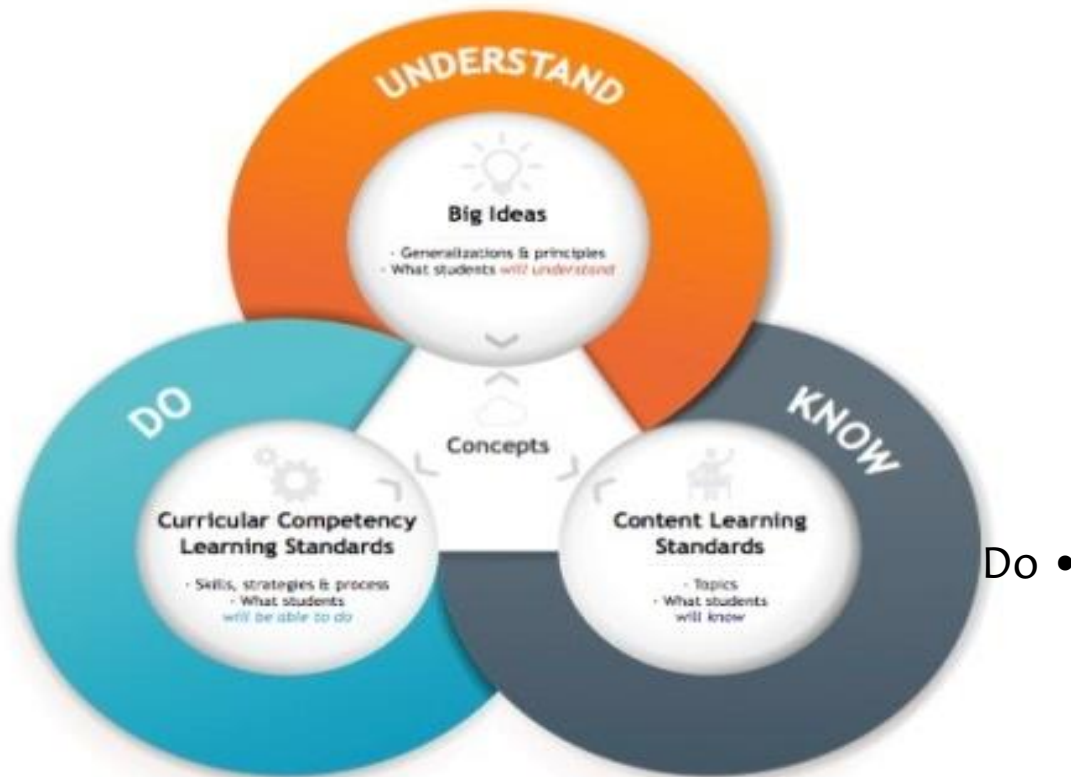 UNDERSTAND
Big Ideas
- Generalizations & principles
- What students will understand
DO
KNOW
Concepts
Curricular Competency
Learning Standards
- Skills, strategies & process
- What students
will be able to do
Content Learning
Standards
- Topics
- What students
will know
Do •